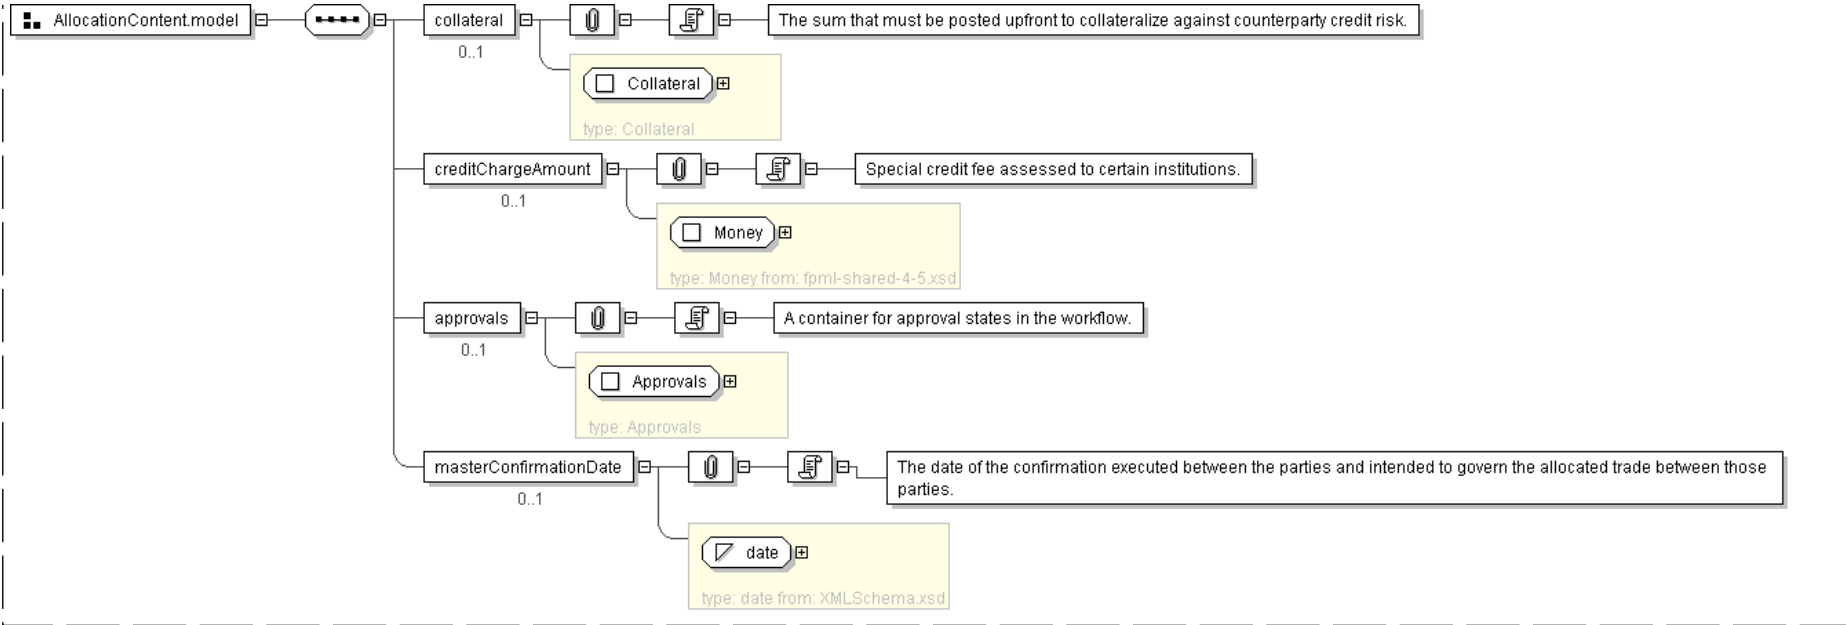 AllocationContent.model
collateral
The sum that must be posted upfront to collateralize against counterparty credit risk.
0..1
Collateral
type: Collateral
creditChargeAmount
Special credit fee assessed to certain institutions.
0..1
Money
type: Money from: fpml-shared-4-5.xsd
approvals
A container for approval states in the workflow.
0..1
Approvals
type: Approvals
masterConfirmationDate
The date of the confirmation executed between the parties and intended to govern the allocated trade between those
parties.
0..1
date
type: date from: XMLSchema.xsd